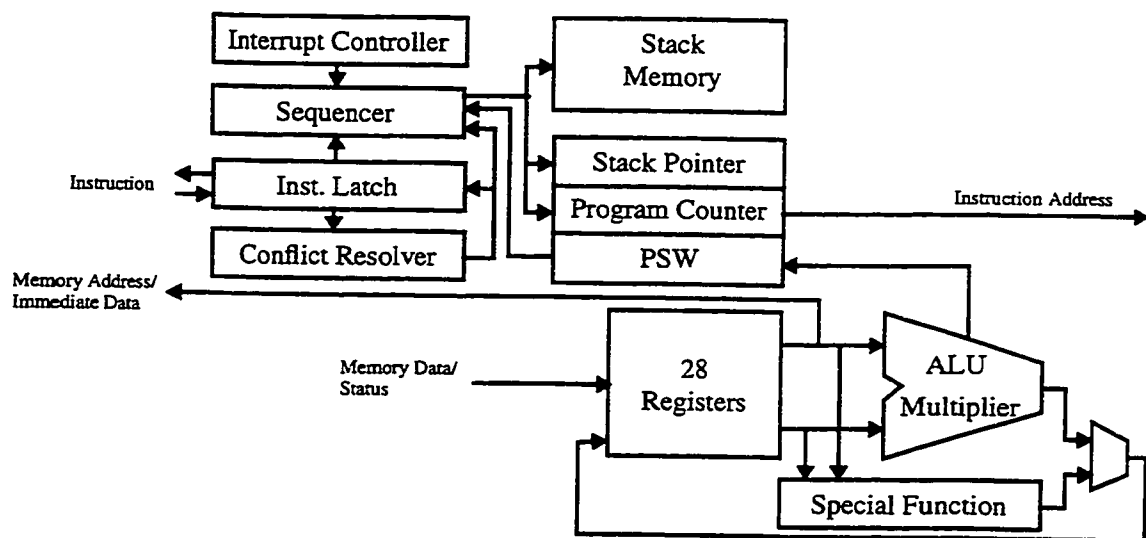 Interrupt Controller
Stack
Memory
Sequencer
Stack Pointer
Instruction
Inst. Latch
Program Counter
Instruction Address
Conflict Resolver
PSW
Memory Address/
Immediate Data
Memory Data/
Status
28
Registers
ALU
Multiplier
Special Function